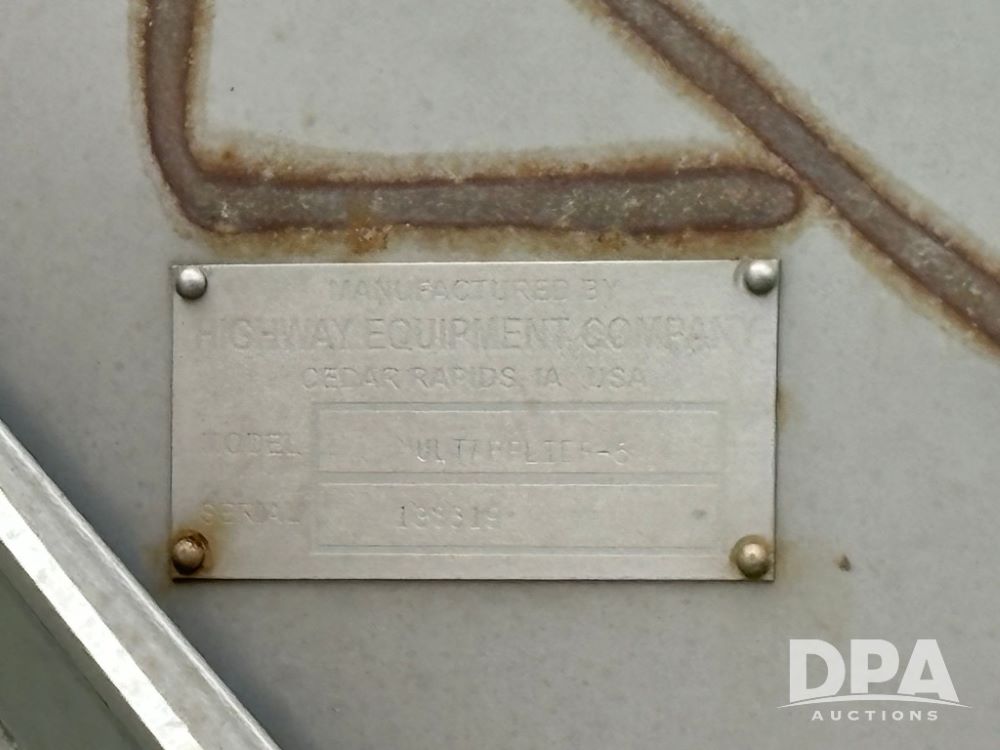 MANUFACTURED BY
HIGHWAY EQUIPMENT COMPANY
CEDAR RAPIDS, IA USA
MODEL
SERIAL
DPA
AUCTIONS